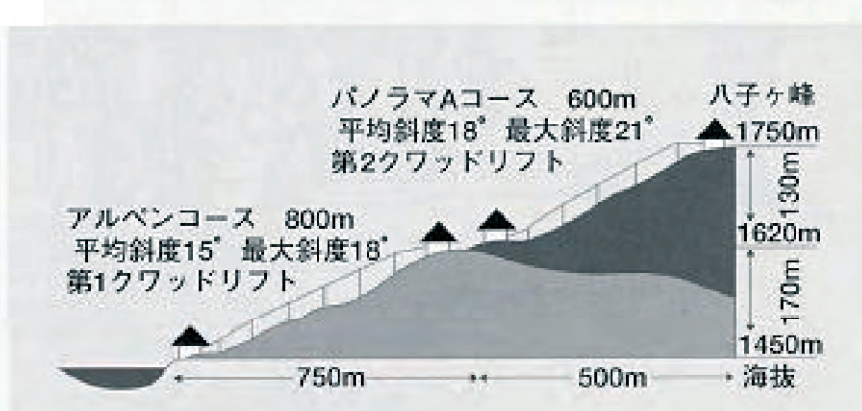 パノラマAコース 600m
平均斜度18° 最大斜度21°
第2クワッドリフト
八子ヶ峰
1750m
130m
1620m
170m
1450m
海抜
アルペンコース 800m
平均斜度15° 最大斜度18°
第1クワッドリフト
750m
500m